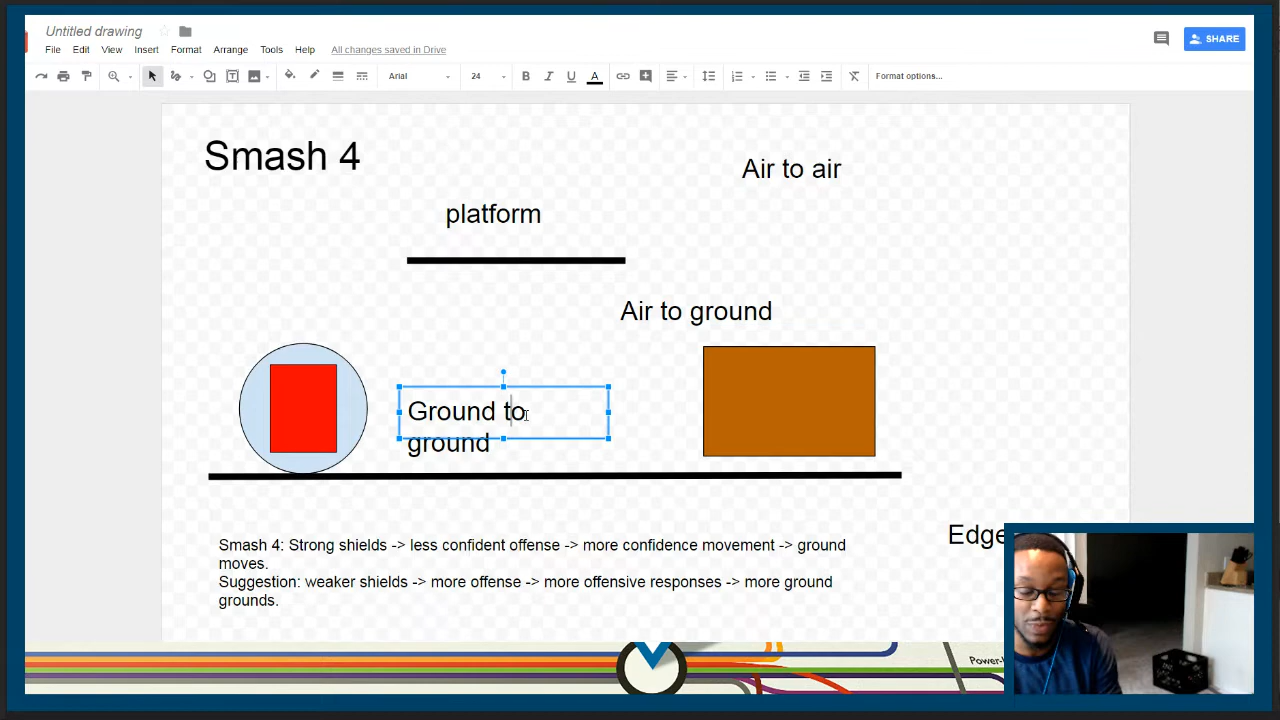 Untitled drawing
File Edit View Insert Format Arrange Tools Help All changes saved in Drive
SHARE
Arial 24 B I U A Format options...
Smash 4
Air to air
platform
Air to ground
Ground to
ground
Smash 4: Strong shields -> less confident offense -> more confidence movement -> ground
moves.
Suggestion: weaker shields -> more offense -> more offensive responses -> more ground
grounds.
Edge